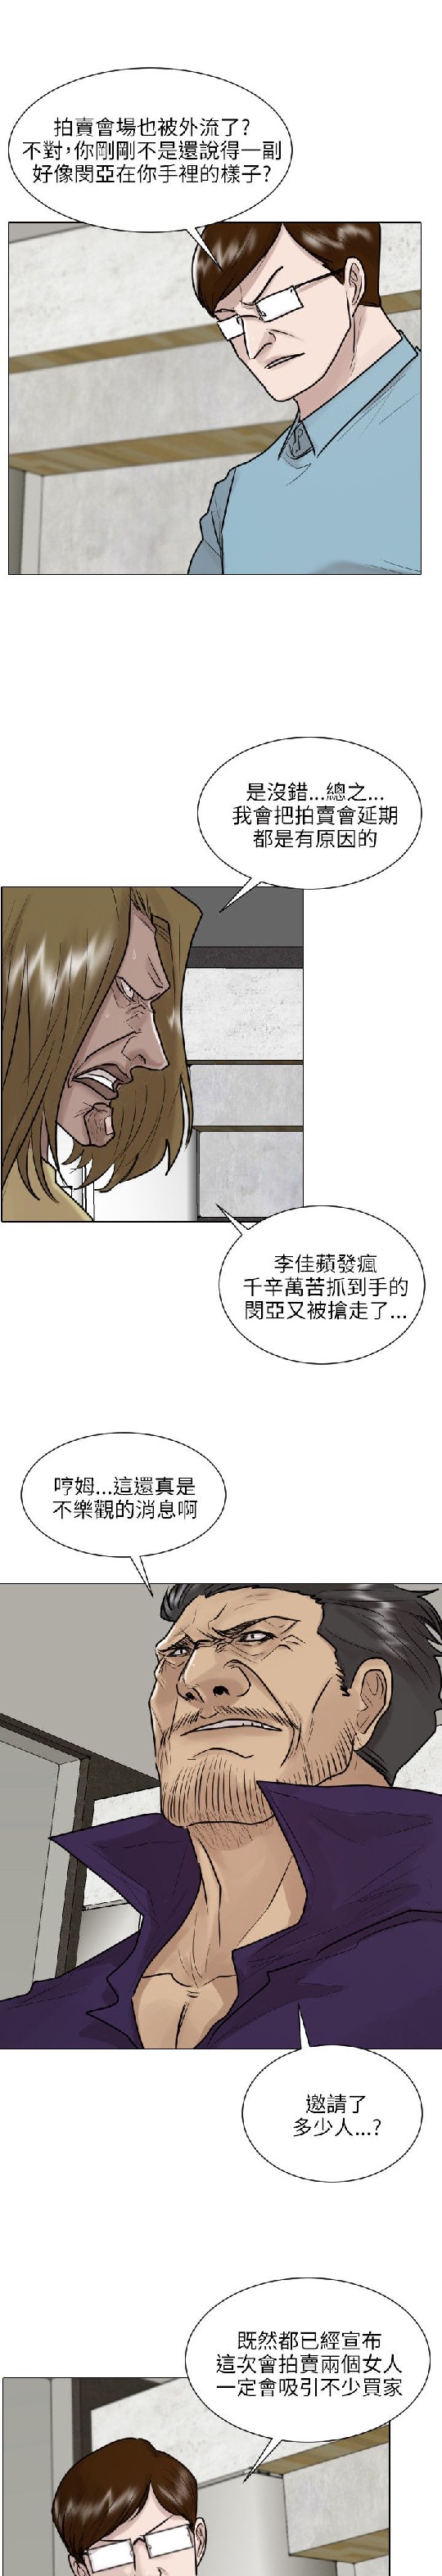 拍賣會場也被外流了?
不對,你剛剛不是還說得一副
好像閔亞在你手裡的樣子?
是沒錯...總之...
我會把拍賣會延期
都是有原因的
李佳蘋發瘋
千辛萬苦抓到手的
閔亞又被搶走了...
哼姆...這還真是
不樂觀的消息啊
邀請了
多少人...?
既然都已經宣布
這次會拍賣兩個女人
一定會吸引不少買家